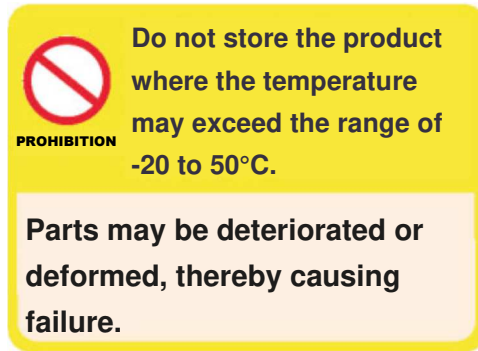 Do not store the product
where the temperature
may exceed the range of
-20 to 50°C.
PROHIBITION
Parts may be deteriorated or
deformed, thereby causing
failure.